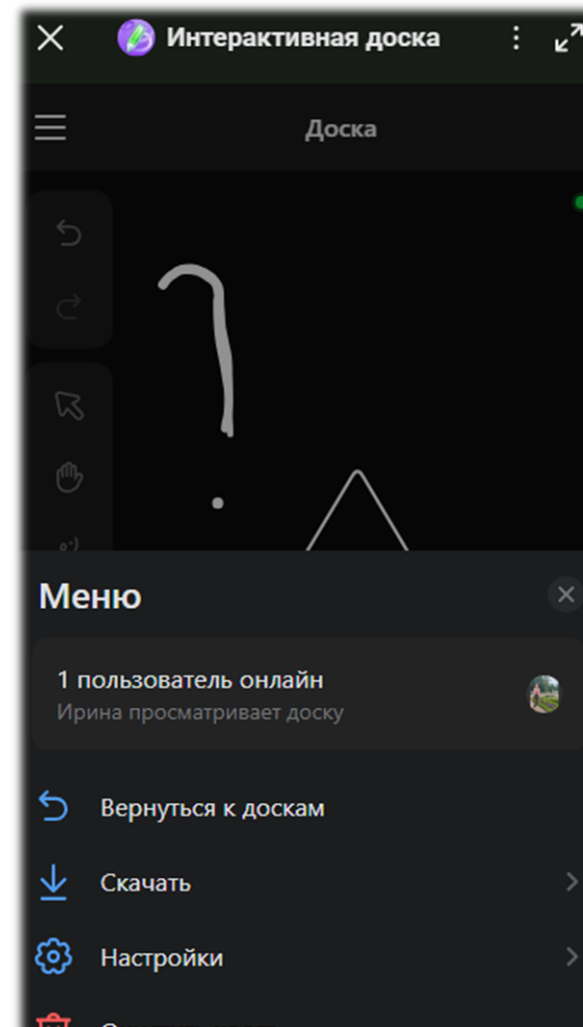 Интерактивная доска
Доска
?
Меню
1 пользователь онлайн
Ирина просматривает доску
Вернуться к доскам
Скачать
Настройки